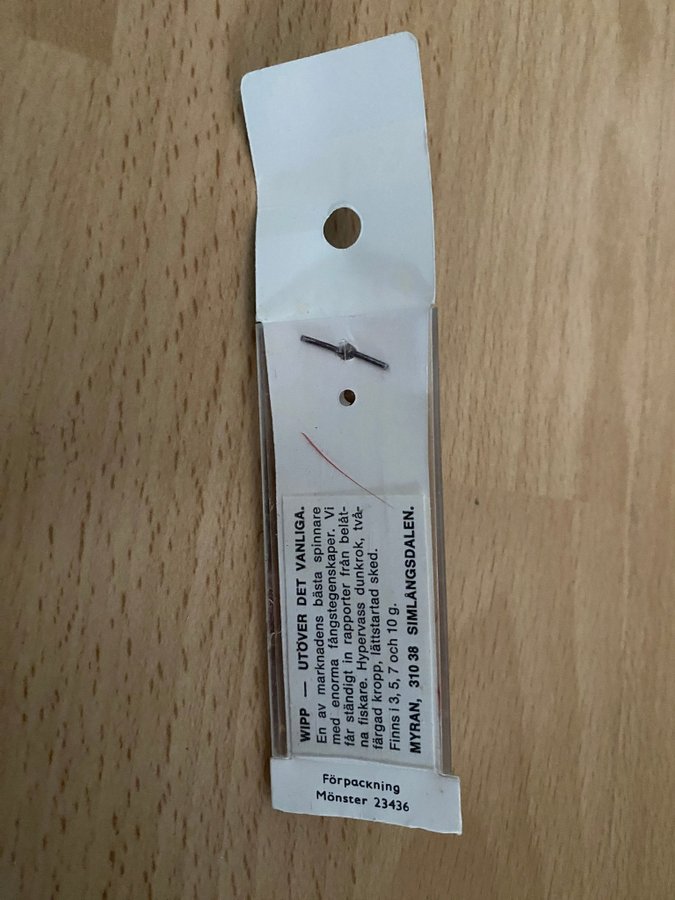 WIPP — UTÖVER DET VANLIGA.
En av marknadens bästa spinnare
med enorma fångstegenskaper. Vi
får ständigt in rapporter från belåt-
na fiskare. Hypervass dunkrok, två-
färgad kropp, lättstartad sked.
Finns i 3, 5, 7 och 10 g.
MYRAN, 310 38 SIMLÅNGSDALEN.
Förpackning
Mönster 23436